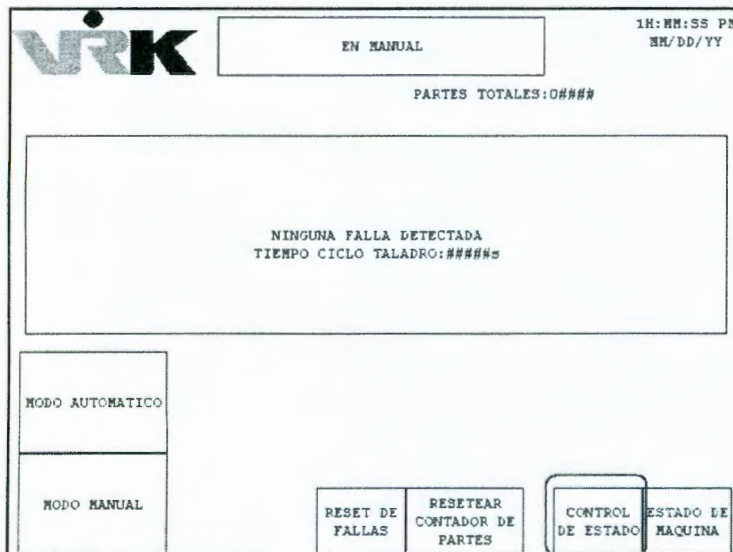 VRK
EN MANUAL
1H:MM:SS PM
MM/DD/YY
PARTES TOTALES:0####
NINGUNA FALLA DETECTADA
TIEMPO CICLO TALADRO:#####s
MODO AUTOMATICO
MODO MANUAL
RESET DE
FALLAS
RESETEAR
CONTADOR DE
PARTES
CONTROL
DE ESTADO
ESTADO DE
MAQUINA